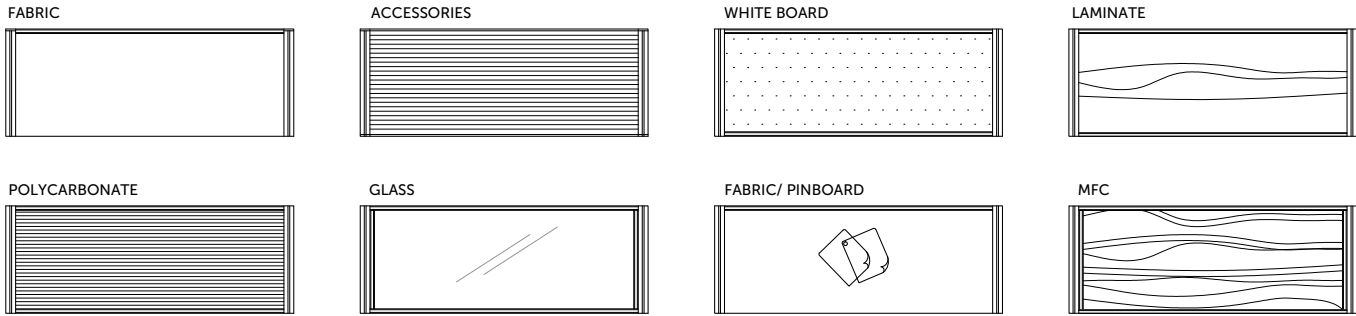 FABRIC
ACCESSORIES
WHITE BOARD
LAMINATE
POLYCARBONATE
GLASS
FABRIC/ PINBOARD
MFC